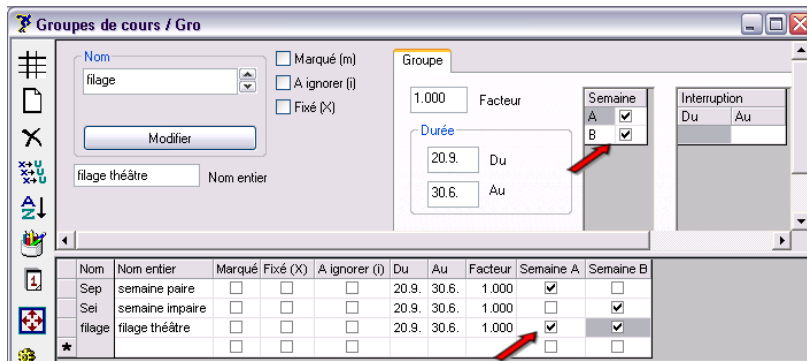 Groupes de cours / Gro
Nom
filage
Modifier
filage théâtre Nom entier
Marqué (m)
A ignorer (i)
Fixé (X)
Groupe
1.000 Facteur
Durée
20.9. Du
30.6. Au
Semaine
A
B
Interruption
Du Au
Nom Nom entier Marqué Fixé (X) A ignorer (i) Du Au Facteur Semaine A Semaine B
Sep semaine paire 20.9. 30.6. 1.000
Sei semaine impaire 20.9. 30.6. 1.000
filage filage théâtre 20.9. 30.6. 1.000
*